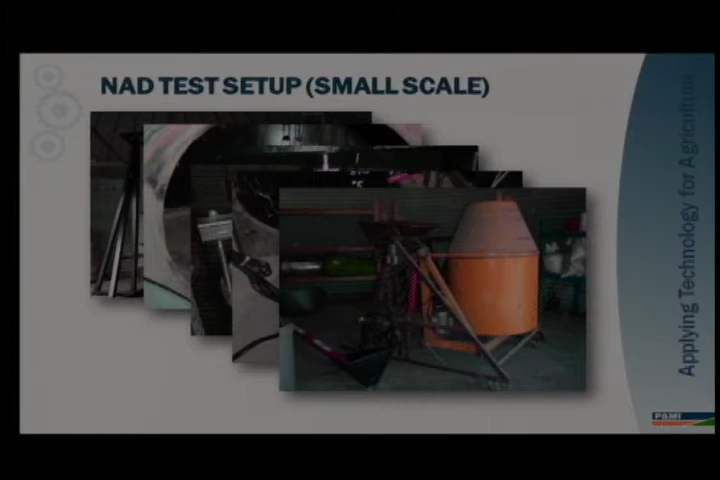 NAD TEST SETUP (SMALL SCALE)
Applying Technology for Agriculture
PAMI